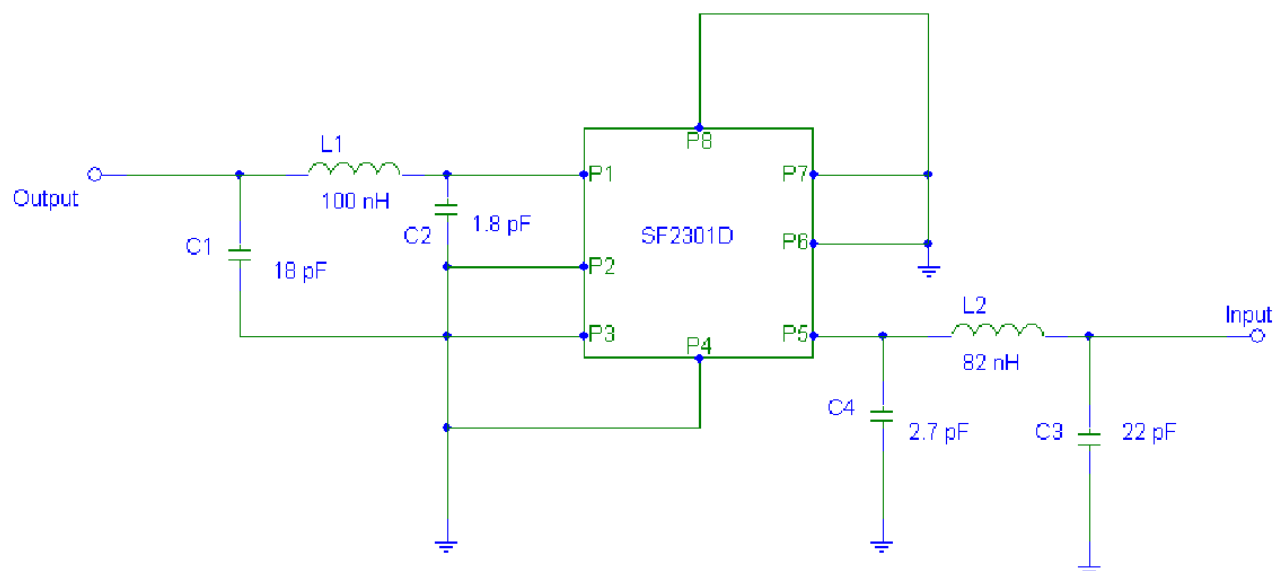 P8
L1
P1
P7
Output
100 nH
C2
1.8 pF
SF2301D
C1
P6
18 pF
P2
L2
Input
P3
P4
P5
82 nH
C4
2.7 pF
C3
22 pF